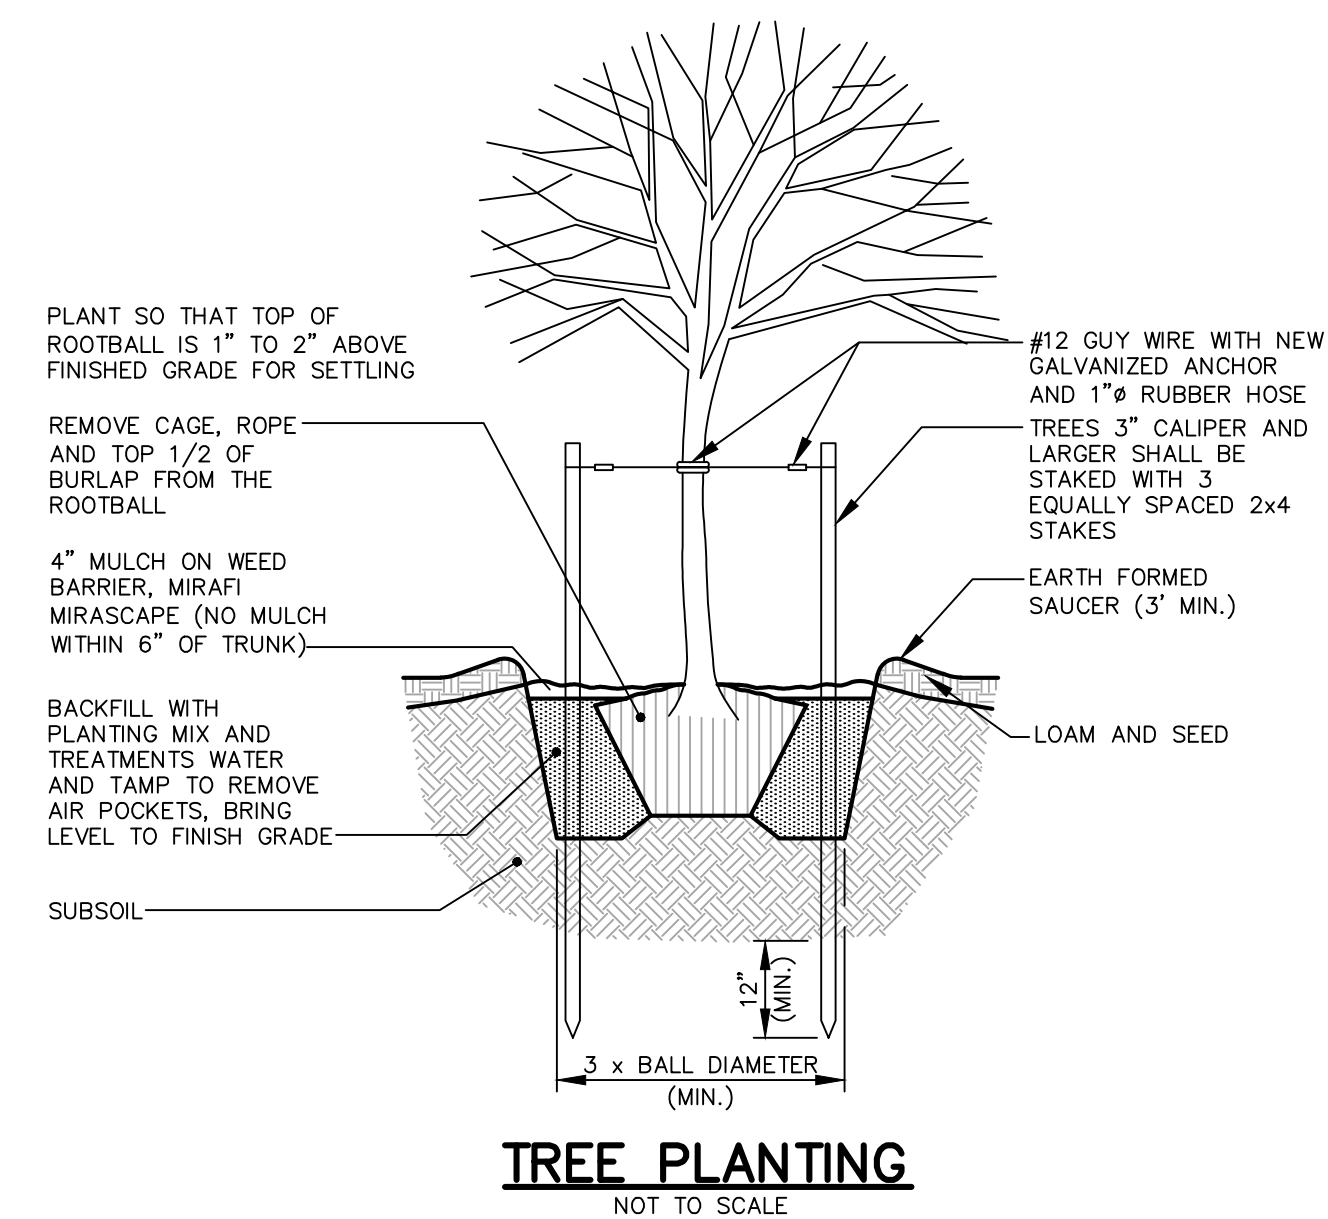 PLANT SO THAT TOP OF
ROOTBALL IS 1" TO 2" ABOVE
FINISHED GRADE FOR SETTLING
REMOVE CAGE, ROPE
AND TOP 1/2 OF
BURLAP FROM THE
ROOTBALL
4" MULCH ON WEED
BARRIER, MIRAFI
MIRASCAPE (NO MULCH
WITHIN 6" OF TRUNK)
BACKFILL WITH
PLANTING MIX AND
TREATMENTS WATER
AND TAMP TO REMOVE
AIR POCKETS, BRING
LEVEL TO FINISH GRADE
SUBSOIL
#12 GUY WIRE WITH NEW
GALVANIZED ANCHOR
AND 1"ø RUBBER HOSE
TREES 3" CALIPER AND
LARGER SHALL BE
STAKED WITH 3
EQUALLY SPACED 2x4
STAKES
EARTH FORMED
SAUCER (3' MIN.)
LOAM AND SEED
12"
(MIN.)
3 x BALL DIAMETER
(MIN.)
TREE PLANTING
NOT TO SCALE